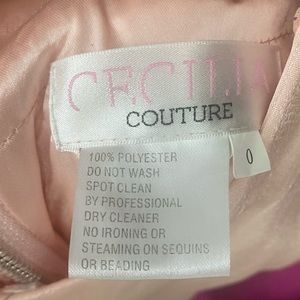 CECILIA
COUTURE
0
100% POLYESTER
DO NOT WASH
SPOT CLEAN
BY PROFESSIONAL
DRY CLEANER
NO IRONING OR
STEAMING ON SEQUINS
OR BEADING